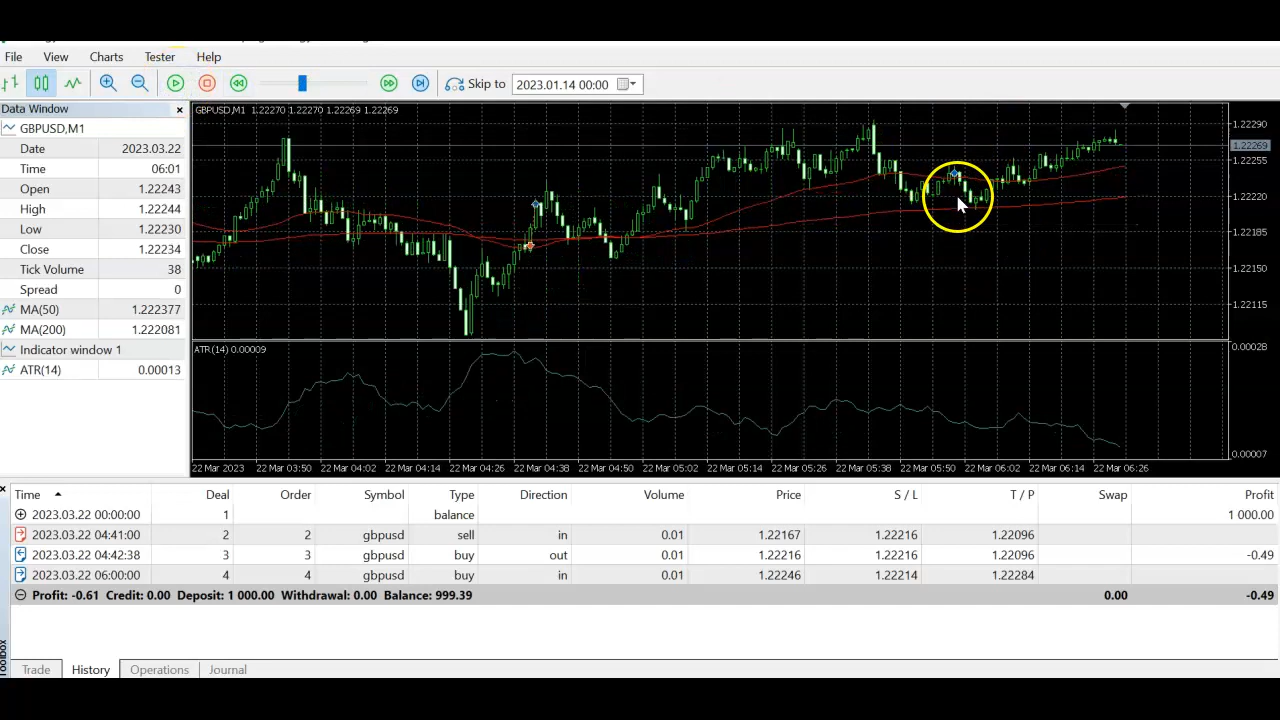 File View Charts Tester Help
Skip to 2023.01.14 00:00
Data Window
GBPUSD,M1
Date 2023.03.22
Time 06:01
Open 1.22243
High 1.22244
Low 1.22230
Close 1.22234
Tick Volume 38
Spread 0
MA(50) 1.222377
MA(200) 1.222081
Indicator window 1
ATR(14) 0.00013
GBPUSD,M1 1.22270 1.22270 1.22269 1.22269
1.22290
1.22269
1.22255
1.22220
1.22185
1.22150
1.22115
ATR(14) 0.00009
0.00028
0.00007
22 Mar 2023 22 Mar 03:50 22 Mar 04:02 22 Mar 04:14 22 Mar 04:26 22 Mar 04:38 22 Mar 04:50 22 Mar 05:02 22 Mar 05:14 22 Mar 05:26 22 Mar 05:38 22 Mar 05:50 22 Mar 06:02 22 Mar 06:14 22 Mar 06:26
Time Deal Order Symbol Type Direction Volume Price S / L T / P Swap Profit
2023.03.22 00:00:00 1 balance 1 000.00
2023.03.22 04:41:00 2 2 gbpusd sell in 0.01 1.22167 1.22216 1.22096
2023.03.22 04:42:38 3 3 gbpusd buy out 0.01 1.22216 1.22216 1.22096 -0.49
2023.03.22 06:00:00 4 4 gbpusd buy in 0.01 1.22246 1.22214 1.22284
Profit: -0.61 Credit: 0.00 Deposit: 1 000.00 Withdrawal: 0.00 Balance: 999.39 0.00 -0.49
Toolbox
Trade History Operations Journal